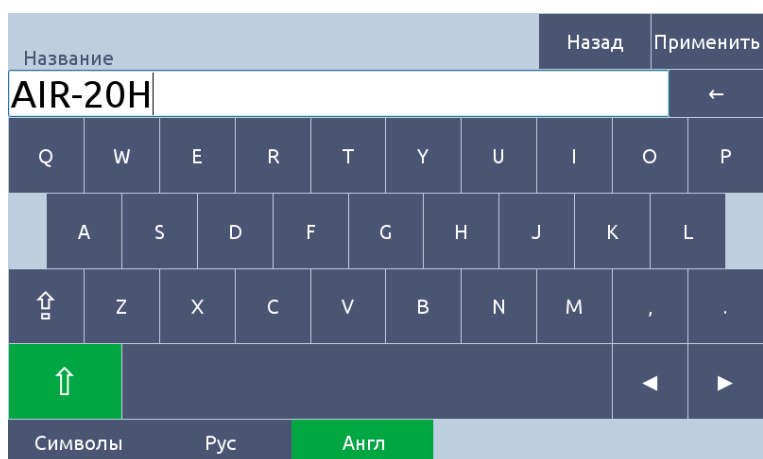 Назад Применить
Название
AIR-20H ←
Q W E R T Y U I O P
A S D F G H J K L
⇪ Z X C V B N M , .
⇧ ◄ ►
Символы Рус Англ